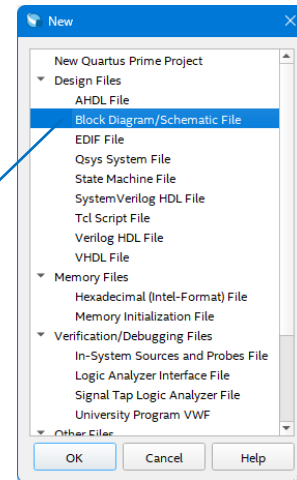 New
New Quartus Prime Project
Design Files
AHDL File
Block Diagram/Schematic File
EDIF File
Qsys System File
State Machine File
SystemVerilog HDL File
Tcl Script File
Verilog HDL File
VHDL File
Memory Files
Hexadecimal (Intel-Format) File
Memory Initialization File
Verification/Debugging Files
In-System Sources and Probes File
Logic Analyzer Interface File
Signal Tap Logic Analyzer File
University Program VWF
Other Files
OK Cancel Help